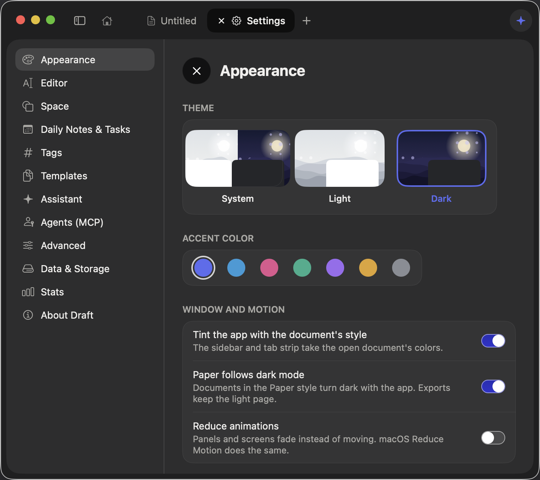 Untitled
Settings
Appearance
Editor
Space
Daily Notes & Tasks
Tags
Templates
Assistant
Agents (MCP)
Advanced
Data & Storage
Stats
About Draft
Appearance
THEME
System
Light
Dark
ACCENT COLOR
WINDOW AND MOTION
Tint the app with the document's style
The sidebar and tab strip take the open document's colors.
Paper follows dark mode
Documents in the Paper style turn dark with the app. Exports
keep the light page.
Reduce animations
Panels and screens fade instead of moving. macOS Reduce
Motion does the same.